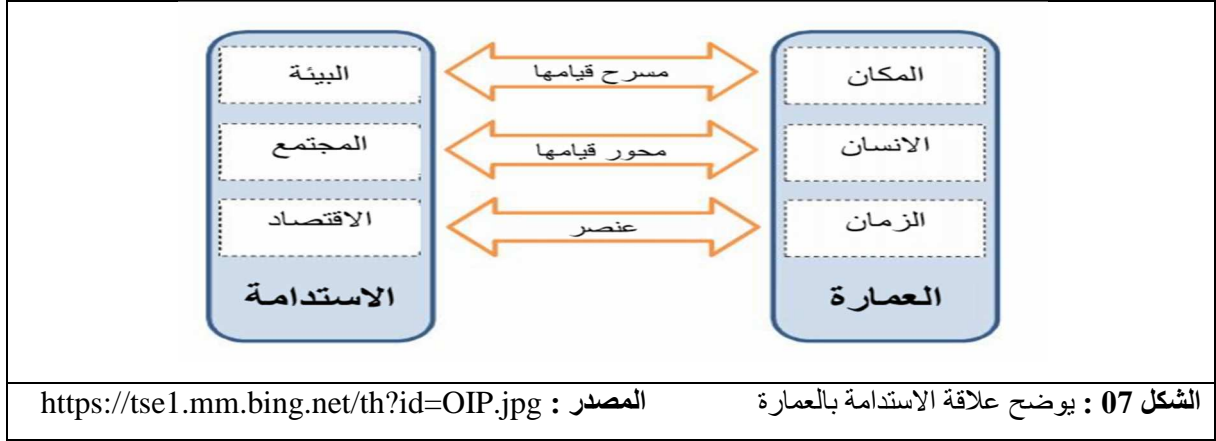 المكان
مسرح قيامها
البيئة
الانسان
محور قيامها
المجتمع
الزمان
عنصر
الاقتصاد
العمارة
الاستدامة
الشكل 07 : يوضح علاقة الاستدامة بالعمارة المصدر : https://tse1.mm.bing.net/th?id=OIP.jpg